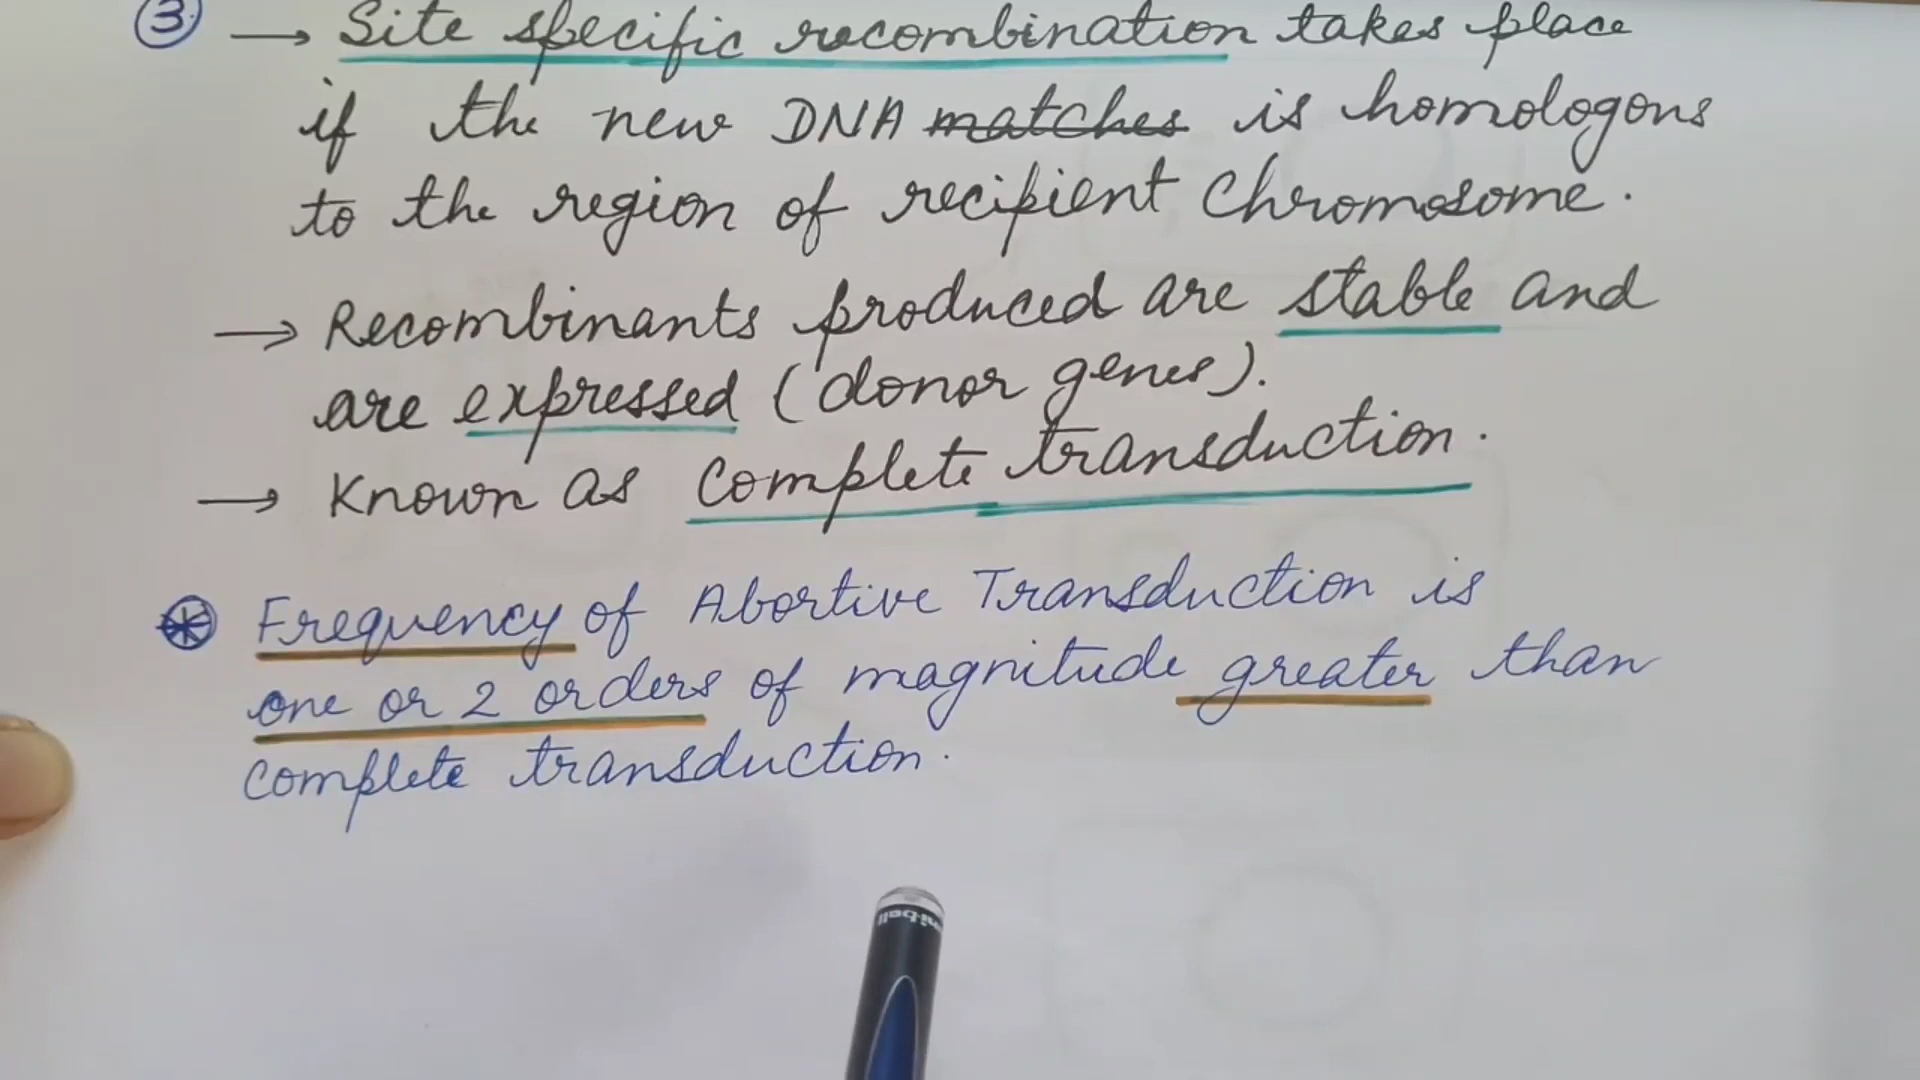 ③ → Site specific recombination takes place
if the new DNA matches is homologous
to the region of recipient Chromosome.
→ Recombinants produced are stable and
are expressed (donor genes).
→ Known as Complete transduction.
Frequency of Abortive Transduction is
one or 2 orders of magnitude greater than
complete transduction.
uni-ball